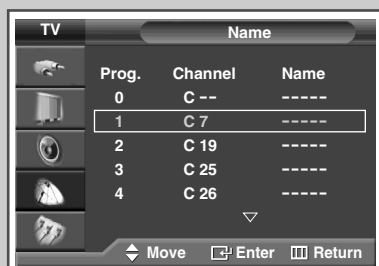 TV Name
Prog. Channel Name
0 C -- -----
1 C 7 -----
2 C 19 -----
3 C 25 -----
4 C 26 -----
Move Enter Return